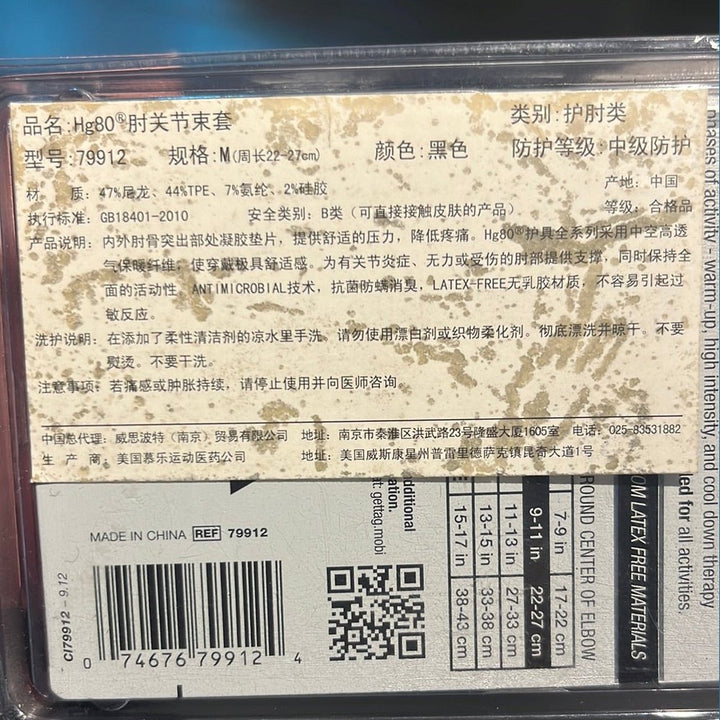 品名:Hg80®肘关节束套 类别:护肘类
型号:79912 规格:M(周长22-27cm) 颜色:黑色 防护等级:中级防护
材 质: 47%尼龙、44%TPE、7%氨纶、2%硅胶 产地: 中国
执行标准: GB18401-2010 安全类别: B类 (可直接接触皮肤的产品) 等级: 合格品
产品说明: 内外肘骨突出部处凝胶垫片, 提供舒适的压力, 降低疼痛。Hg80®护具全系列采用中空高透
气保暖纤维, 使穿戴极具舒适感。为有关节炎症、无力或受伤的肘部提供支撑, 同时保持全
面的活动性。ANTIMICROBIAL技术, 抗菌防螨消臭, LATEX-FREE无乳胶材质, 不容易引起过
敏反应。
洗护说明: 在添加了柔性清洁剂的凉水里手洗。请勿使用漂白剂或织物柔化剂。彻底漂洗并晾干。不要
熨烫。不要干洗。
注意事项: 若痛感或肿胀持续, 请停止使用并向医师咨询。
中国总代理: 威思波特 (南京) 贸易有限公司 地址: 南京市秦淮区洪武路23号隆盛大厦1605室 电话: 025-83531882
生 产 商: 美国慕乐运动医药公司 地址: 美国威斯康星州普雷里德萨克镇昆奇大道1号
MADE IN CHINA REF 79912
CI79912 - 9.12
0 74676 79912 4
additional
gettag.mobi
15-17 in 38-43 cm
13-15 in 33-38 cm
11-13 in 27-33 cm
9-11 in 22-27 cm
7-9 in 17-22 cm
ROUND CENTER OF ELBOW
OM LATEX FREE MATERIALS
for all activities.
phases of activity - warm-up, high intensity, and cool down therapy